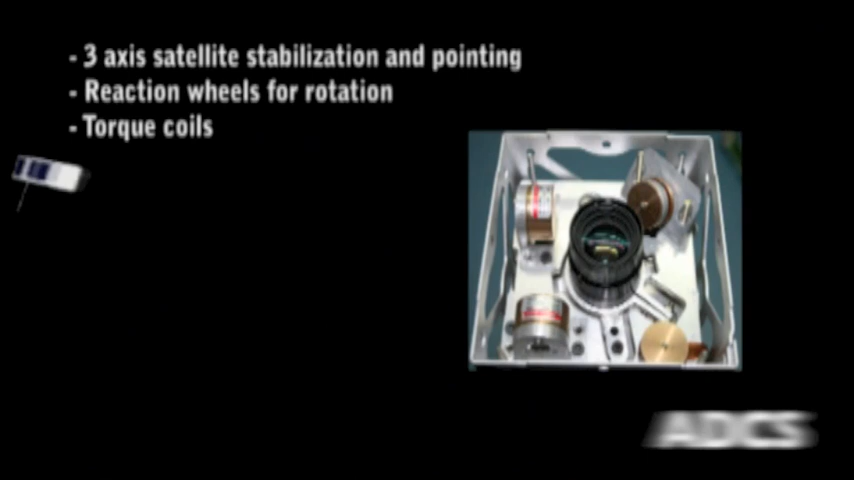 - 3 axis satellite stabilization and pointing
- Reaction wheels for rotation
- Torque coils
ADCS